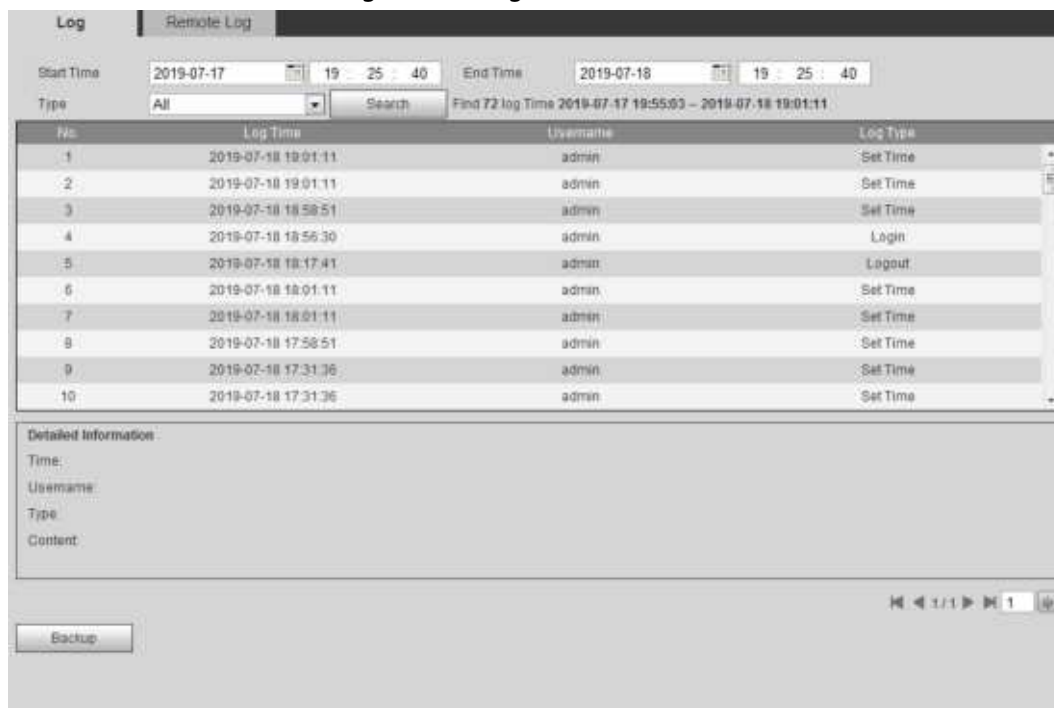 Log Remote Log
Start Time 2019-07-17 19 : 25 : 40 End Time 2019-07-18 19 : 25 : 40
Type All Search Find 72 log Time 2019-07-17 19:55:03 -- 2019-07-18 19:01:11
No. Log Time Username Log Type
1 2019-07-18 19:01:11 admin Set Time
2 2019-07-18 19:01:11 admin Set Time
3 2019-07-18 18:58:51 admin Set Time
4 2019-07-18 18:56:30 admin Login
5 2019-07-18 18:17:41 admin Logout
6 2019-07-18 18:01:11 admin Set Time
7 2019-07-18 18:01:11 admin Set Time
8 2019-07-18 17:58:51 admin Set Time
9 2019-07-18 17:31:36 admin Set Time
10 2019-07-18 17:31:36 admin Set Time
Detailed Information
Time:
Username:
Type:
Content:
1 / 1 1
Backup